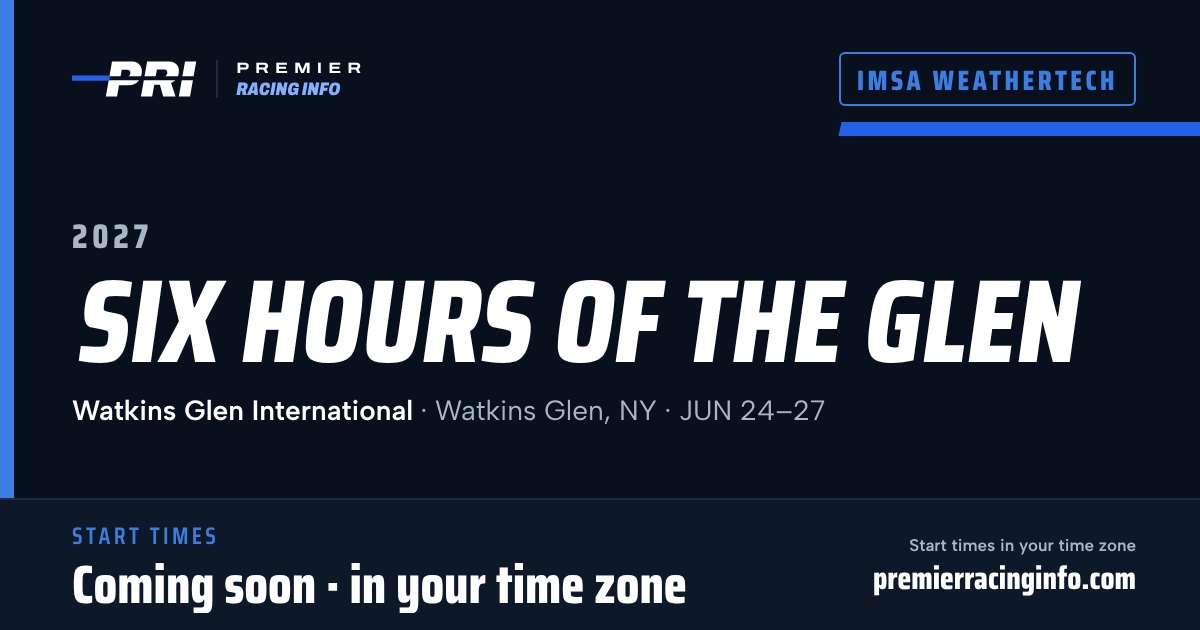 PRI
PREMIER
RACING INFO
IMSA WEATHERTECH
2027
SIX HOURS OF THE GLEN
Watkins Glen International · Watkins Glen, NY · JUN 24–27
START TIMES
Coming soon · in your time zone
Start times in your time zone
premierracinginfo.com